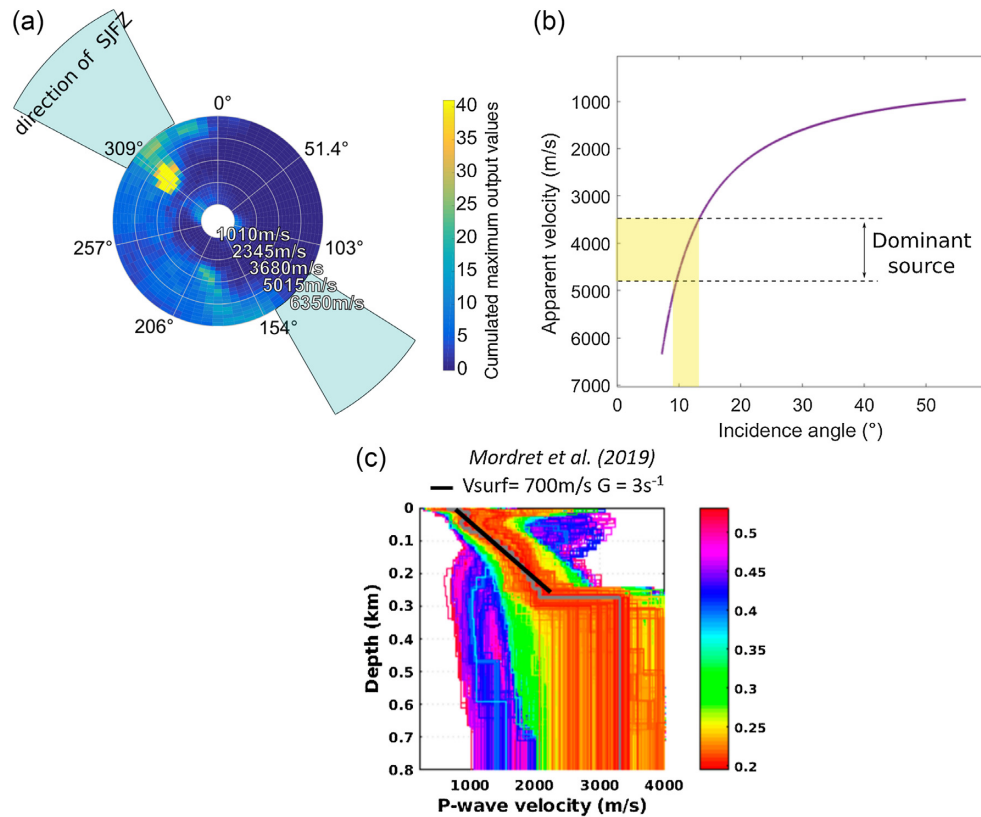 (a)
direction of SJFZ
0°
51.4°
103°
154°
206°
257°
309°
1010m/s
2345m/s
3680m/s
5015m/s
6350m/s
40
35
30
25
20
15
10
5
0
Cumulated maximum output values
(b)
Apparent velocity (m/s)
1000
2000
3000
4000
5000
6000
7000
Dominant
source
0
10
20
30
40
50
Incidence angle (°)
(c)
Mordret et al. (2019)
Vsurf= 700m/s G = 3s⁻¹
Depth (km)
0
0.1
0.2
0.3
0.4
0.5
0.6
0.7
0.8
1000
2000
3000
4000
P-wave velocity (m/s)
0.5
0.45
0.4
0.35
0.3
0.25
0.2